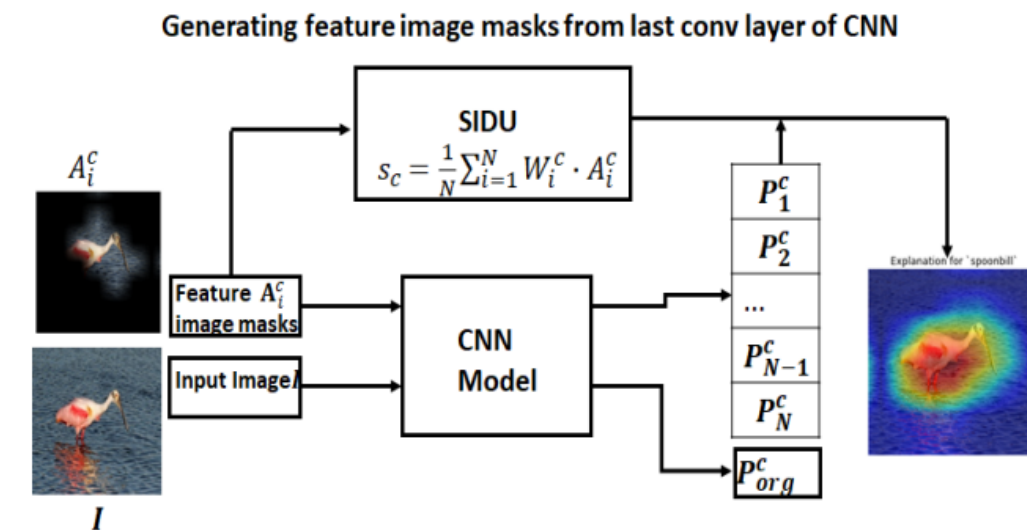 Generating feature image masks from last conv layer of CNN
SIDU
$s_c = \frac{1}{N} \sum_{i=1}^{N} W_i^c \cdot A_i^c$
$A_i^c$
Feature $A_i^c$
image masks
Input Image $I$
CNN
Model
$P_1^c$
$P_2^c$
...
$P_{N-1}^c$
$P_N^c$
$P_{org}^c$
Explanation for `spoonbill'
$I$